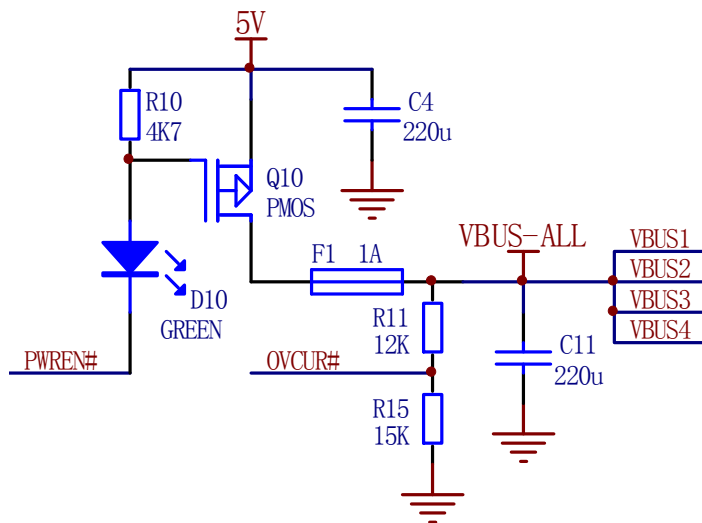 5V
R10
4K7
C4
220u
Q10
PMOS
VBUS-ALL
VBUS1
F1 1A
VBUS2
D10
GREEN
VBUS3
R11
12K
VBUS4
C11
220u
PWREN#
OVCUR#
R15
15K